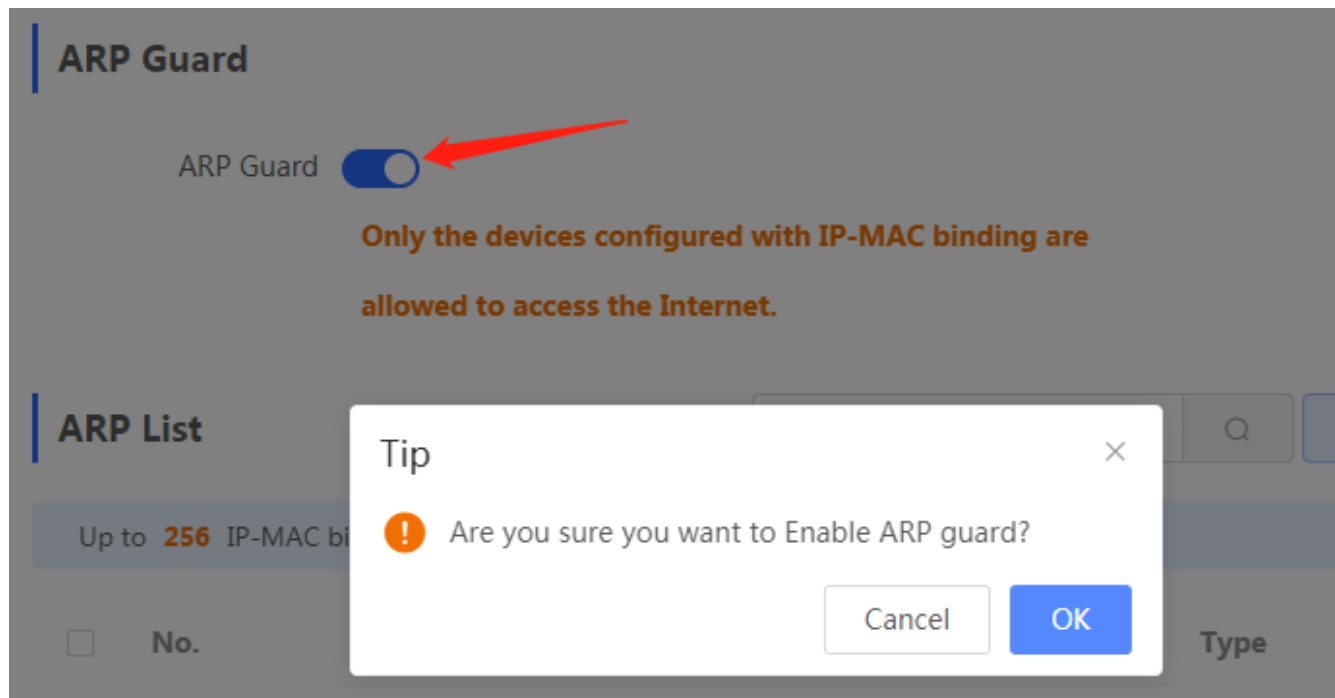 ARP Guard
ARP Guard
Only the devices configured with IP-MAC binding are
allowed to access the Internet.
ARP List
Tip
Up to 256 IP-MAC bi
Are you sure you want to Enable ARP guard?
Cancel OK
No. Type